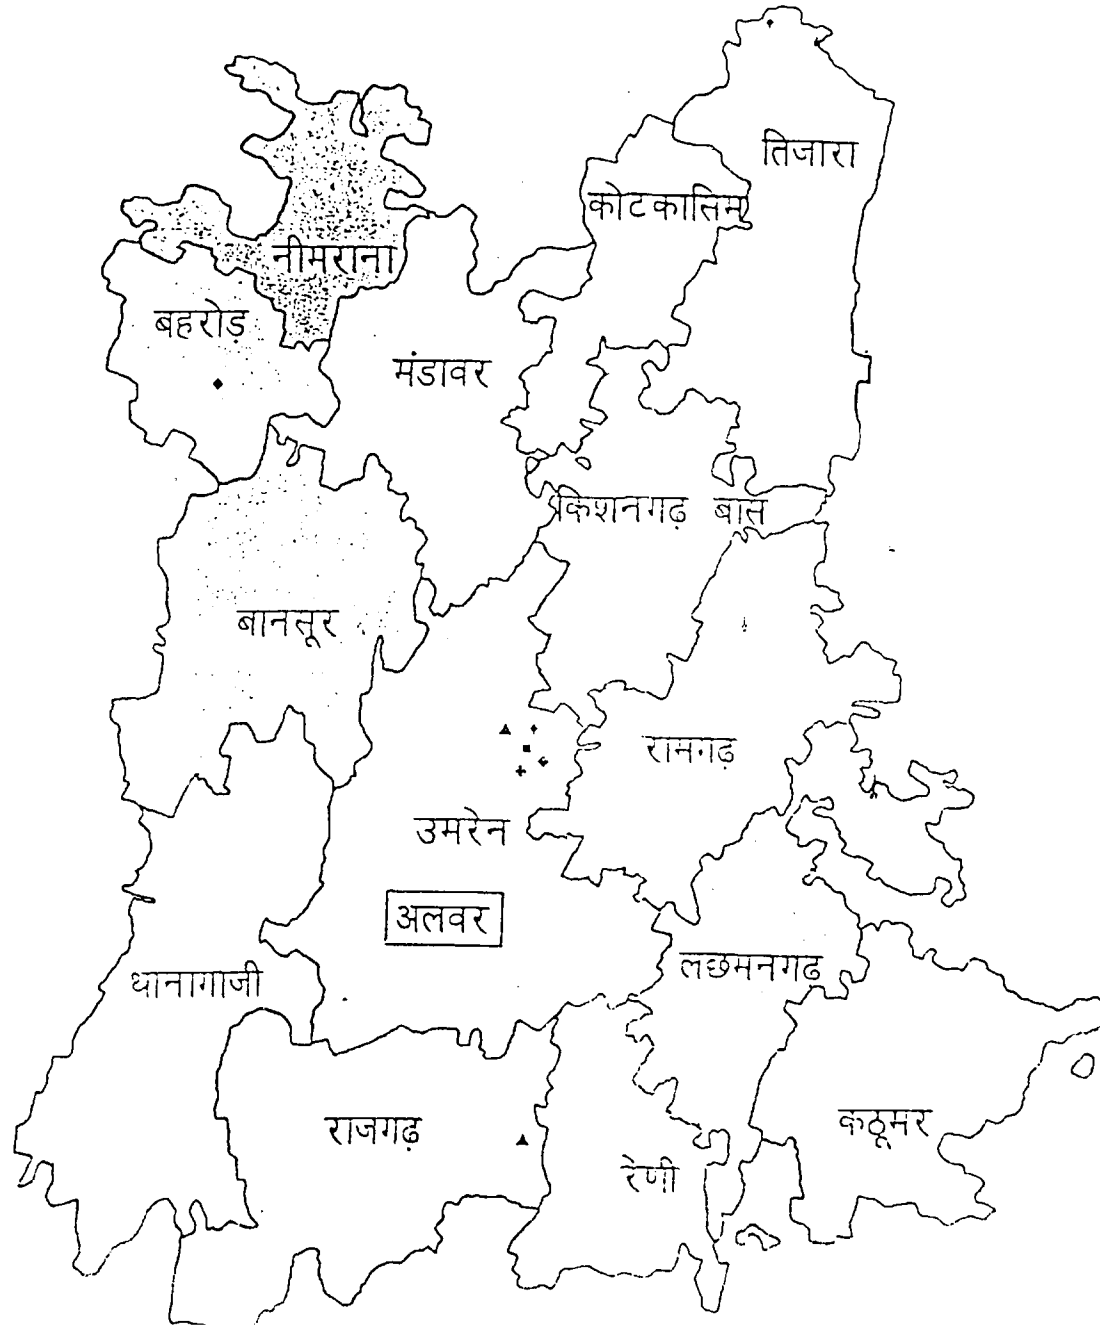 तिजारा
कोटकासिम
नीमराना
बहरोड़
मंडावर
किशनगढ़ बास
बानसूर
रामगढ़
उमरेन
अलवर
लछमनगढ़
थानागाजी
राजगढ़
कठूमर
रेणी